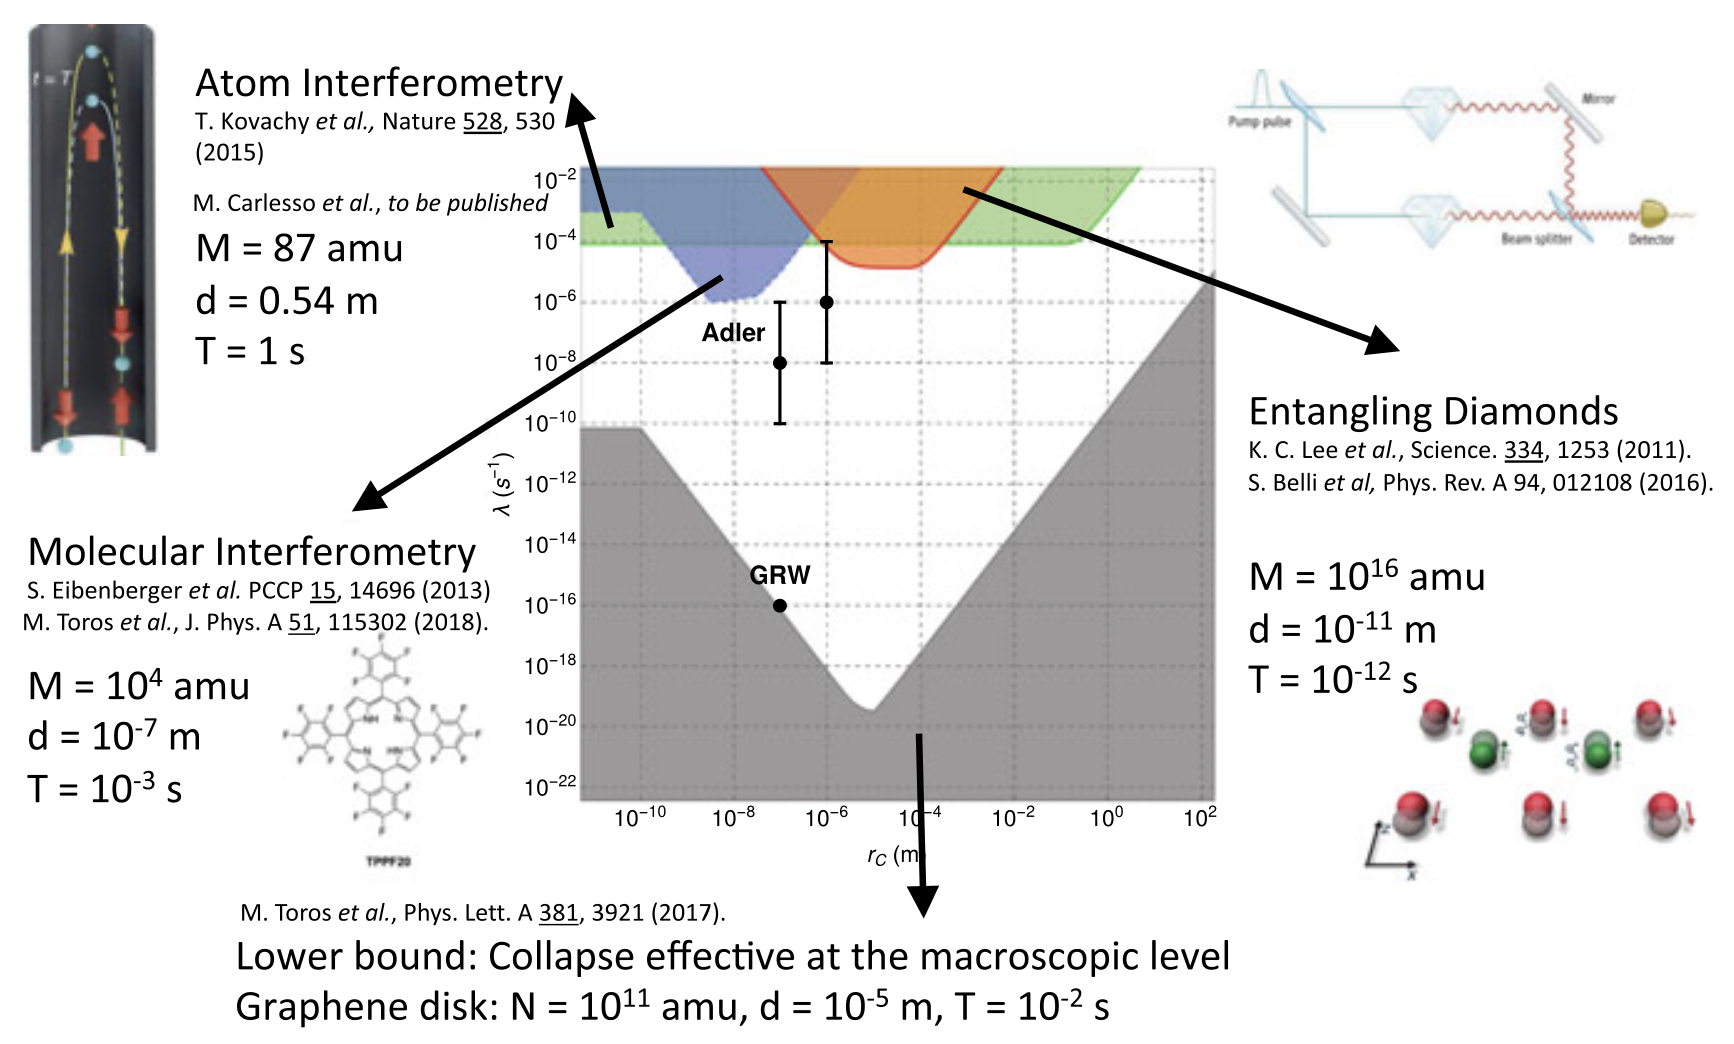 t = T
Atom Interferometry
T. Kovachy et al., Nature 528, 530
(2015)
M. Carlesso et al., to be published
M = 87 amu
d = 0.54 m
T = 1 s
Pump pulse
Mirror
Beam splitter
Detector
Entangling Diamonds
K. C. Lee et al., Science. 334, 1253 (2011).
S. Belli et al, Phys. Rev. A 94, 012108 (2016).
M = 10¹⁶ amu
d = 10⁻¹¹ m
T = 10⁻¹² s
z
x
Molecular Interferometry
S. Eibenberger et al. PCCP 15, 14696 (2013)
M. Toros et al., J. Phys. A 51, 115302 (2018).
M = 10⁴ amu
d = 10⁻⁷ m
T = 10⁻³ s
F F F F F
F F F F F
F F F F F
F F F F F
NH N
N HN
TPPF20
λ (s⁻¹)
10⁻²
10⁻⁴
10⁻⁶
10⁻⁸
10⁻¹⁰
10⁻¹²
10⁻¹⁴
10⁻¹⁶
10⁻¹⁸
10⁻²⁰
10⁻²²
Adler
GRW
10⁻¹⁰ 10⁻⁸ 10⁻⁶ 10⁻⁴ 10⁻² 10⁰ 10²
r_C (m
M. Toros et al., Phys. Lett. A 381, 3921 (2017).
Lower bound: Collapse effective at the macroscopic level
Graphene disk: N = 10¹¹ amu, d = 10⁻⁵ m, T = 10⁻² s